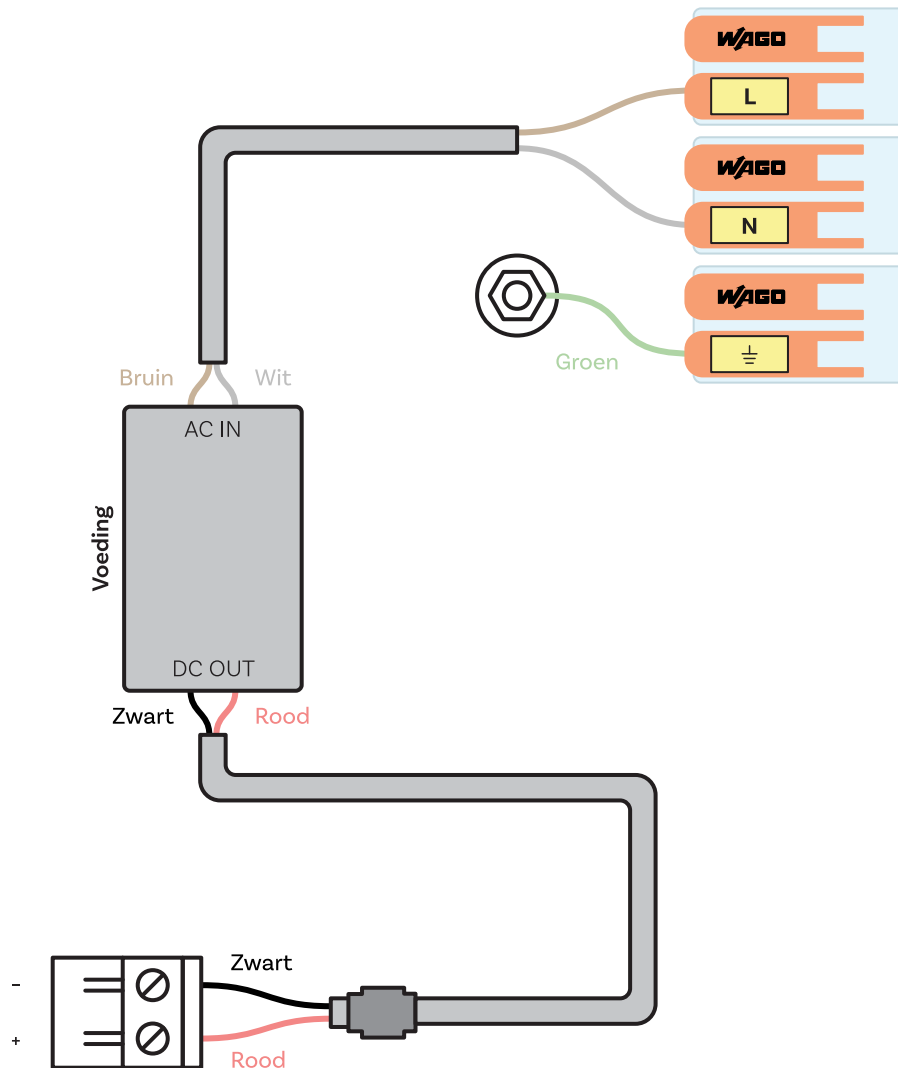 WAGO
L
WAGO
N
WAGO
Groen
Bruin
Wit
AC IN
Voeding
DC OUT
Zwart
Rood
Zwart
-
+
Rood